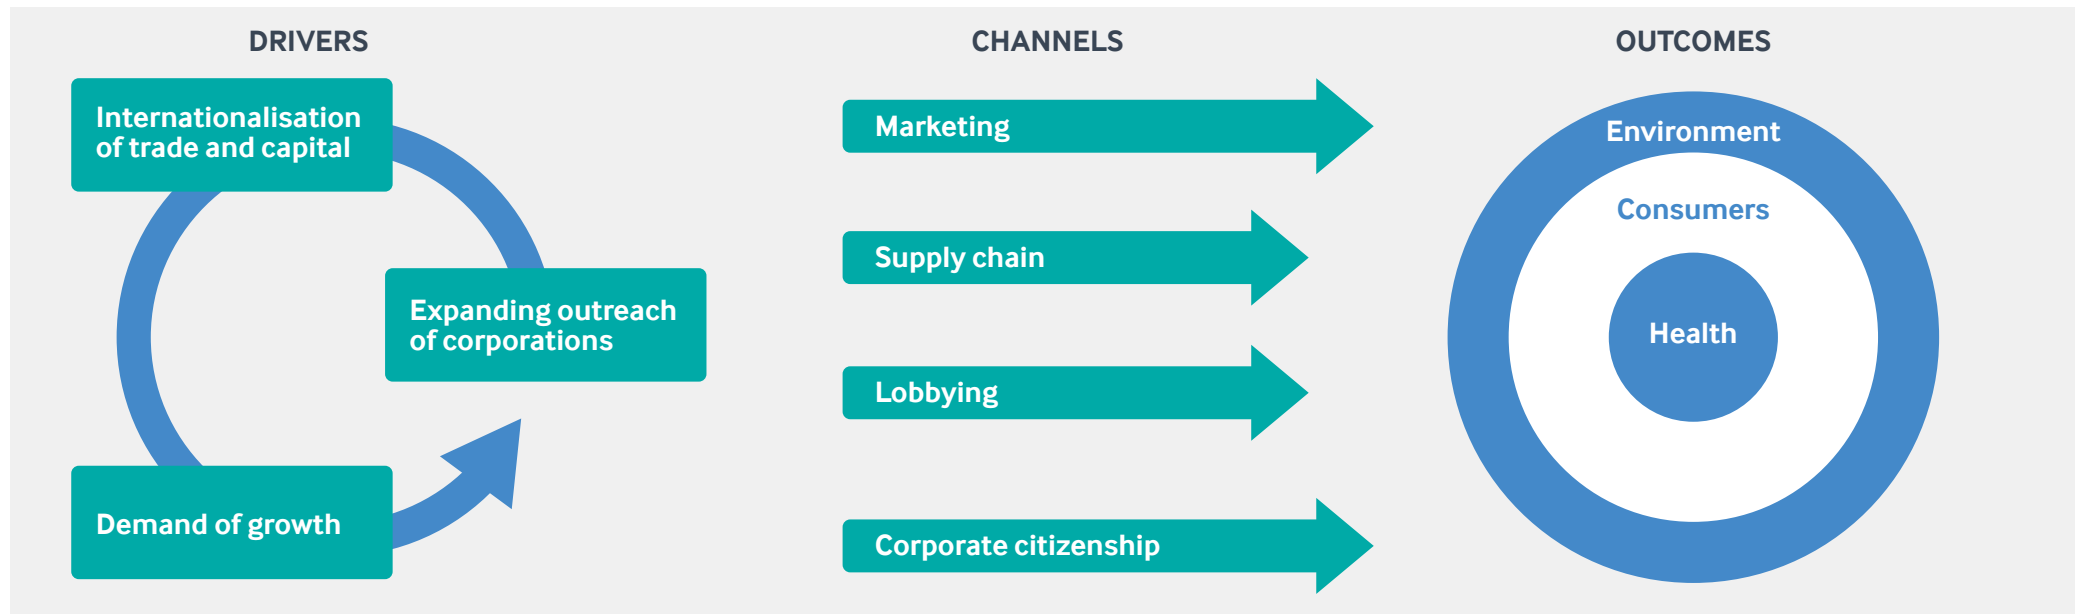 DRIVERS
Internationalisation
of trade and capital
Expanding outreach
of corporations
Demand of growth
CHANNELS
Marketing
Supply chain
Lobbying
Corporate citizenship
OUTCOMES
Environment
Consumers
Health